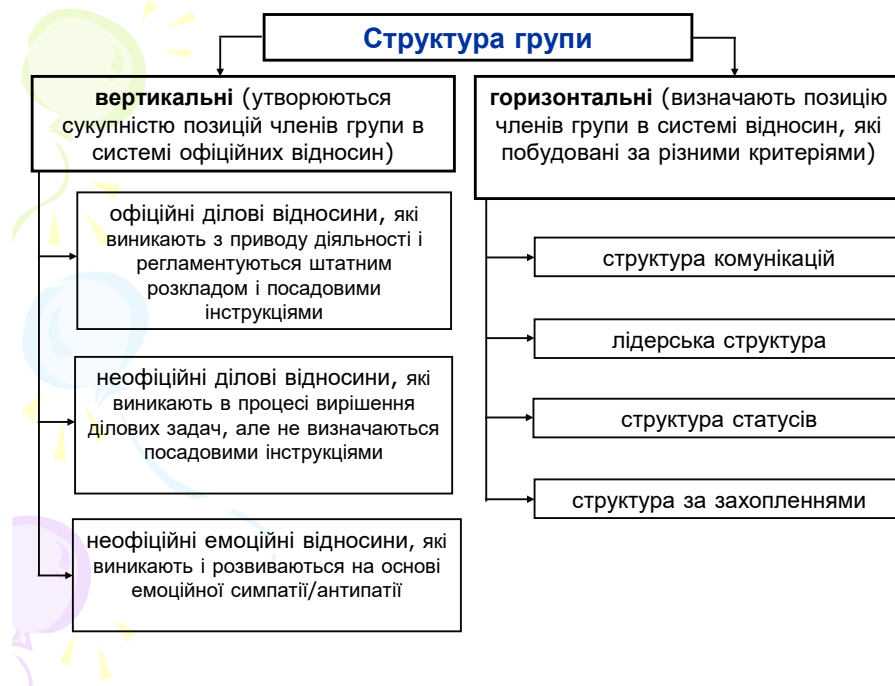 Структура групи
вертикальні (утворюються
сукупністю позицій членів групи в
системі офіційних відносин)
офіційні ділові відносини, які
виникають з приводу діяльності і
регламентуються штатним
розкладом і посадовими
інструкціями
неофіційні ділові відносини, які
виникають в процесі вирішення
ділових задач, але не визначаються
посадовими інструкціями
неофіційні емоційні відносини, які
виникають і розвиваються на основі
емоційної симпатії/антипатії
горизонтальні (визначають позицію
членів групи в системі відносин, які
побудовані за різними критеріями)
структура комунікацій
лідерська структура
структура статусів
структура за захопленнями